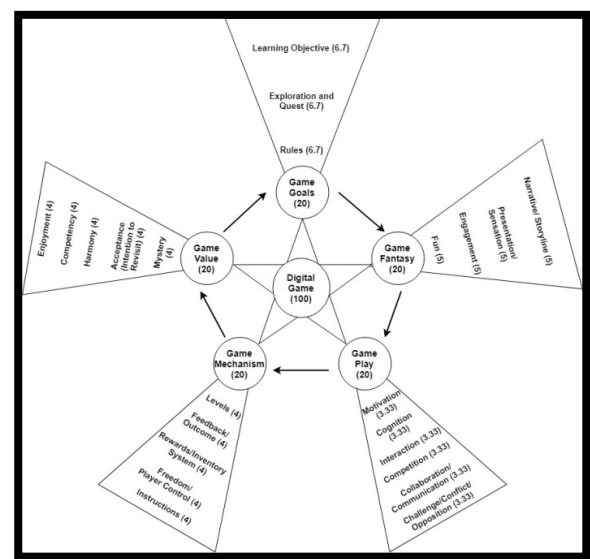 Learning Objective (6.7)
Exploration and
Quest (6.7)
Rules (6.7)
Game
Goals
(20)
Narrative/ Storyline (5)
Presentation/
Sensation (5)
Engagement (5)
Fun (5)
Game
Fantasy
(20)
Enjoyment (4)
Competency (4)
Harmony (4)
Acceptance
(Intention to
Revisit) (4)
Mystery
(4)
Game
Value
(20)
Digital
Game
(100)
Game
Mechanism
(20)
Game
Play
(20)
Levels (4)
Feedback/
Outcome (4)
Rewards/Inventory
System (4)
Freedom/
Player Control (4)
Instructions (4)
Motivation
(3.33)
Cognition
(3.33)
Interaction (3.33)
Competition (3.33)
Collaboration/
Communication (3.33)
Challenge/Conflict/
Opposition (3.33)